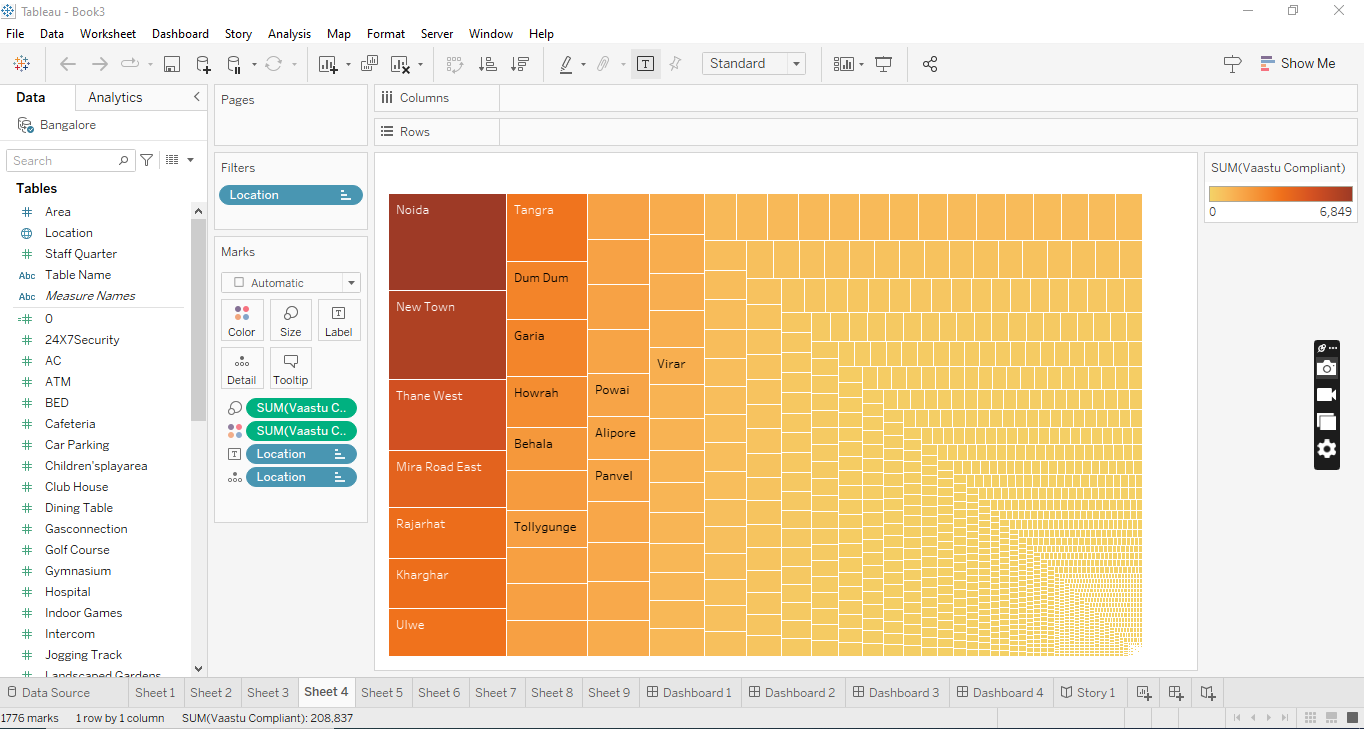 Tableau - Book3
File Data Worksheet Dashboard Story Analysis Map Format Server Window Help
Standard
Show Me
Data Analytics
Bangalore
Search
Tables
Area
Location
Staff Quarter
Abc Table Name
Abc Measure Names
0
24X7Security
AC
ATM
BED
Cafeteria
Car Parking
Children'splayarea
Club House
Dining Table
Gasconnection
Golf Course
Gymnasium
Hospital
Indoor Games
Intercom
Jogging Track
Landscaped Gardens
Pages
Filters
Location
Marks
Automatic
Color Size Label
Detail Tooltip
SUM(Vaastu C..
SUM(Vaastu C..
Location
Location
Columns
Rows
Noida
New Town
Thane West
Mira Road East
Rajarhat
Kharghar
Ulwe
Tangra
Dum Dum
Garia
Howrah
Behala
Tollygunge
Powai
Alipore
Panvel
Virar
SUM(Vaastu Compliant)
0 6,849
Data Source Sheet 1 Sheet 2 Sheet 3 Sheet 4 Sheet 5 Sheet 6 Sheet 7 Sheet 8 Sheet 9 Dashboard 1 Dashboard 2 Dashboard 3 Dashboard 4 Story 1
1776 marks 1 row by 1 column SUM(Vaastu Compliant): 208,837